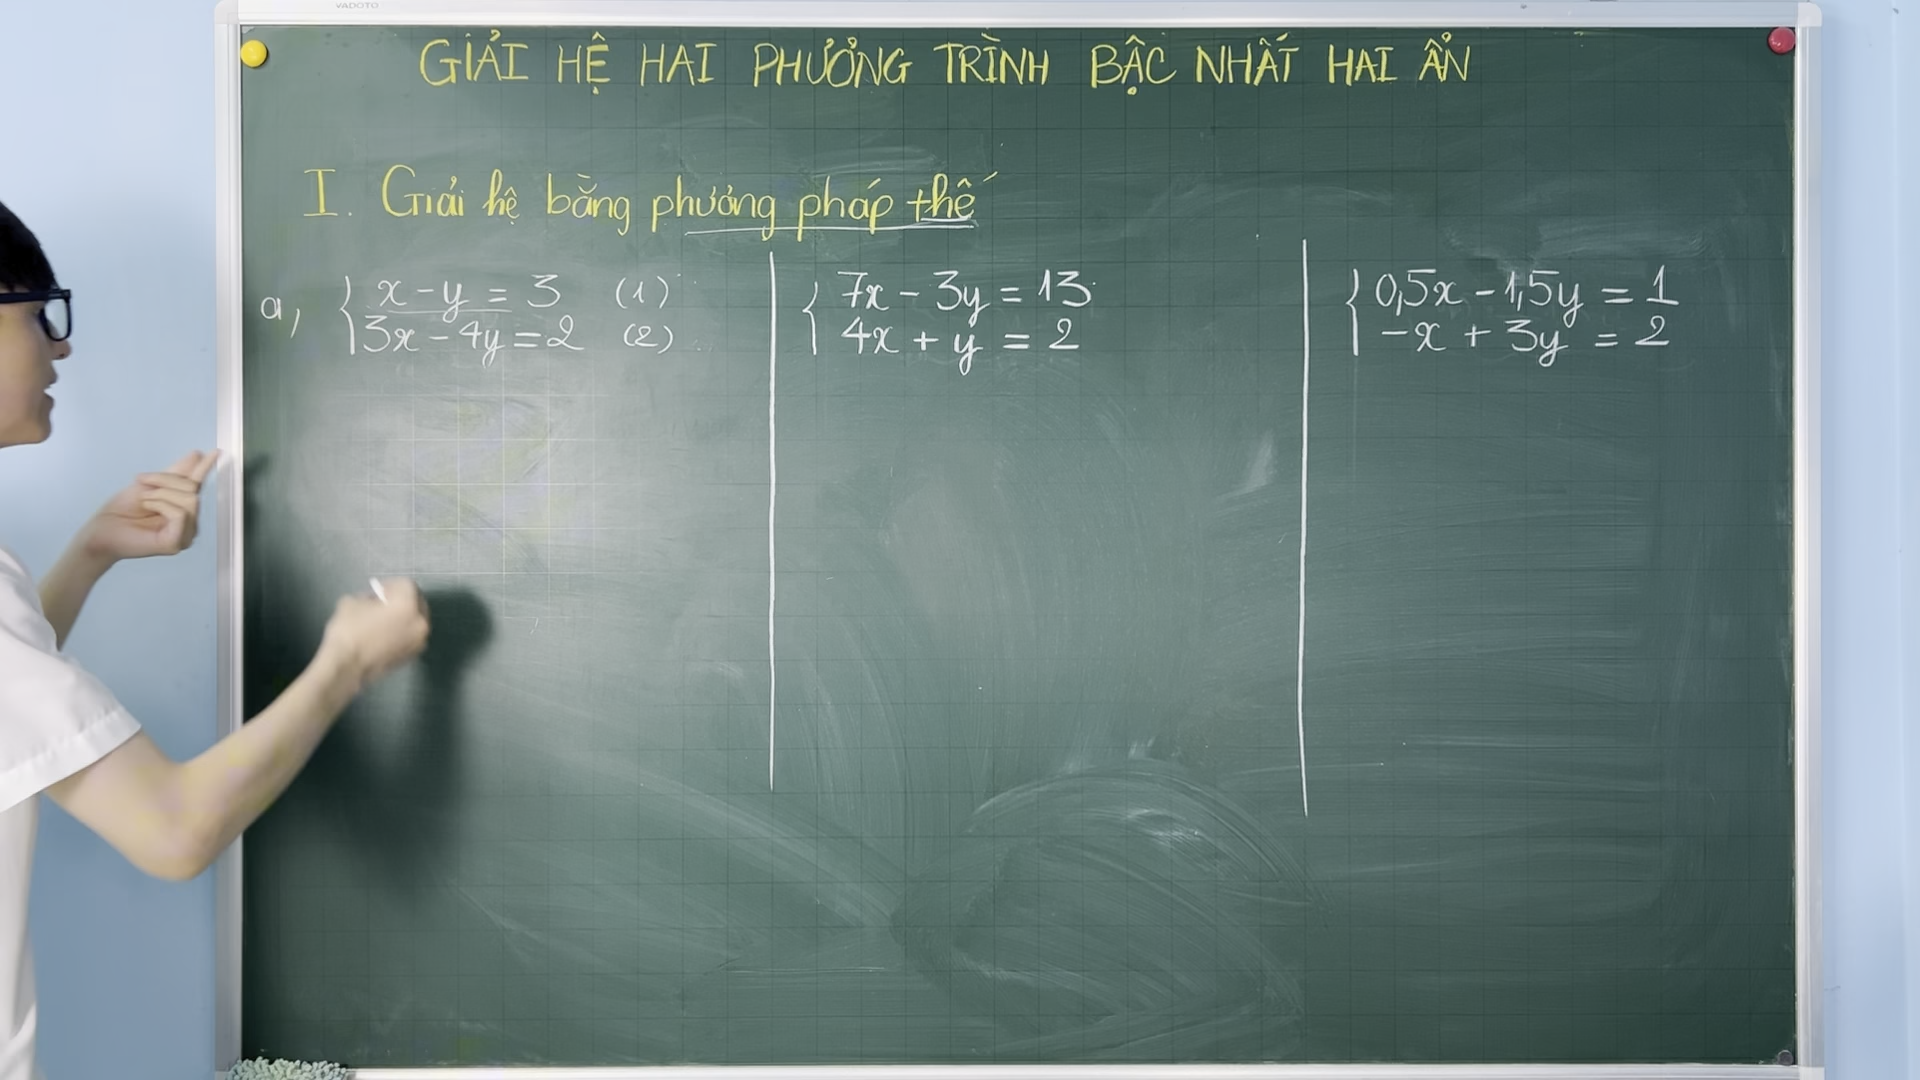 VADOTO
GIẢI HỆ HAI PHƯƠNG TRÌNH BẬC NHẤT HAI ẨN
I. Giải hệ bằng phương pháp thế
a, { x - y = 3 (1)
3x - 4y = 2 (2)
{ 7x - 3y = 13
4x + y = 2
{ 0,5x - 1,5y = 1
-x + 3y = 2